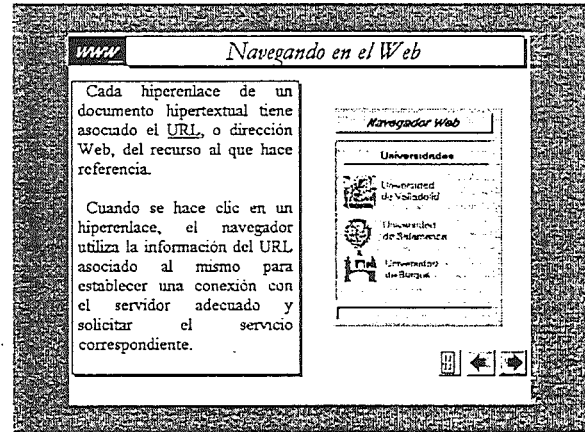 WWW
Navegando en el Web
Cada hiperenlace de un
documento hipertextual tiene
asociado el URL, o dirección
Web, del recurso al que hace
referencia.
Cuando se hace clic en un
hiperenlace, el navegador
utiliza la información del URL
asociado al mismo para
establecer una conexión con
el servidor adecuado y
solicitar el servicio
correspondiente.
Navegador Web
Universidades
Universidad
de Valladolid
Universidad
de Salamanca
Universidad
de Burgos